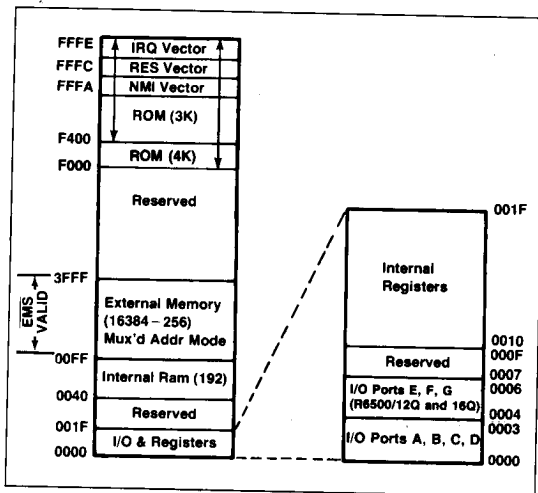 FFFE
IRQ Vector
FFFC
RES Vector
FFFA
NMI Vector
ROM (3K)
F400
ROM (4K)
F000
Reserved
3FFF
EMS
VALID
External Memory
(16384 – 256)
Mux'd Addr Mode
00FF
Internal Ram (192)
0040
Reserved
001F
I/O & Registers
0000
001F
Internal
Registers
0010
000F
Reserved
0007
0006
I/O Ports E, F, G
(R6500/12Q and 16Q)
0004
0003
I/O Ports A, B, C, D
0000